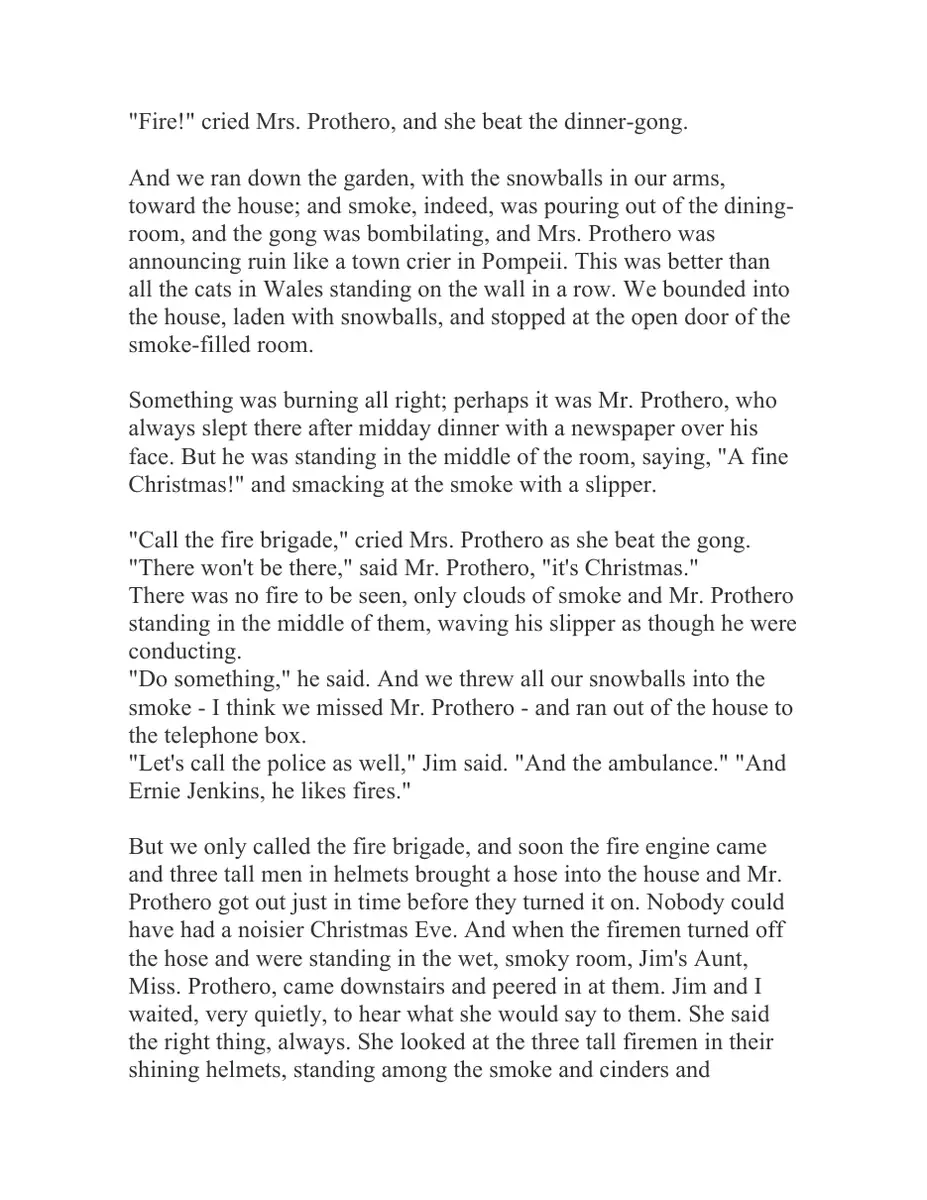 "Fire!" cried Mrs. Prothero, and she beat the dinner-gong.
And we ran down the garden, with the snowballs in our arms,
toward the house; and smoke, indeed, was pouring out of the dining-
room, and the gong was bombilating, and Mrs. Prothero was
announcing ruin like a town crier in Pompeii. This was better than
all the cats in Wales standing on the wall in a row. We bounded into
the house, laden with snowballs, and stopped at the open door of the
smoke-filled room.
Something was burning all right; perhaps it was Mr. Prothero, who
always slept there after midday dinner with a newspaper over his
face. But he was standing in the middle of the room, saying, "A fine
Christmas!" and smacking at the smoke with a slipper.
"Call the fire brigade," cried Mrs. Prothero as she beat the gong.
"There won't be there," said Mr. Prothero, "it's Christmas."
There was no fire to be seen, only clouds of smoke and Mr. Prothero
standing in the middle of them, waving his slipper as though he were
conducting.
"Do something," he said. And we threw all our snowballs into the
smoke - I think we missed Mr. Prothero - and ran out of the house to
the telephone box.
"Let's call the police as well," Jim said. "And the ambulance." "And
Ernie Jenkins, he likes fires."
But we only called the fire brigade, and soon the fire engine came
and three tall men in helmets brought a hose into the house and Mr.
Prothero got out just in time before they turned it on. Nobody could
have had a noisier Christmas Eve. And when the firemen turned off
the hose and were standing in the wet, smoky room, Jim's Aunt,
Miss. Prothero, came downstairs and peered in at them. Jim and I
waited, very quietly, to hear what she would say to them. She said
the right thing, always. She looked at the three tall firemen in their
shining helmets, standing among the smoke and cinders and